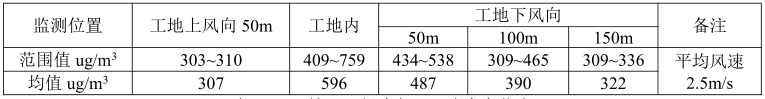 监测位置 工地上风向 50m 工地内 工地下风向 备注
50m 100m 150m
范围值 ug/m³ 303~310 409~759 434~538 309~465 309~336 平均风速
均值 ug/m³ 307 596 487 390 322 2.5m/s